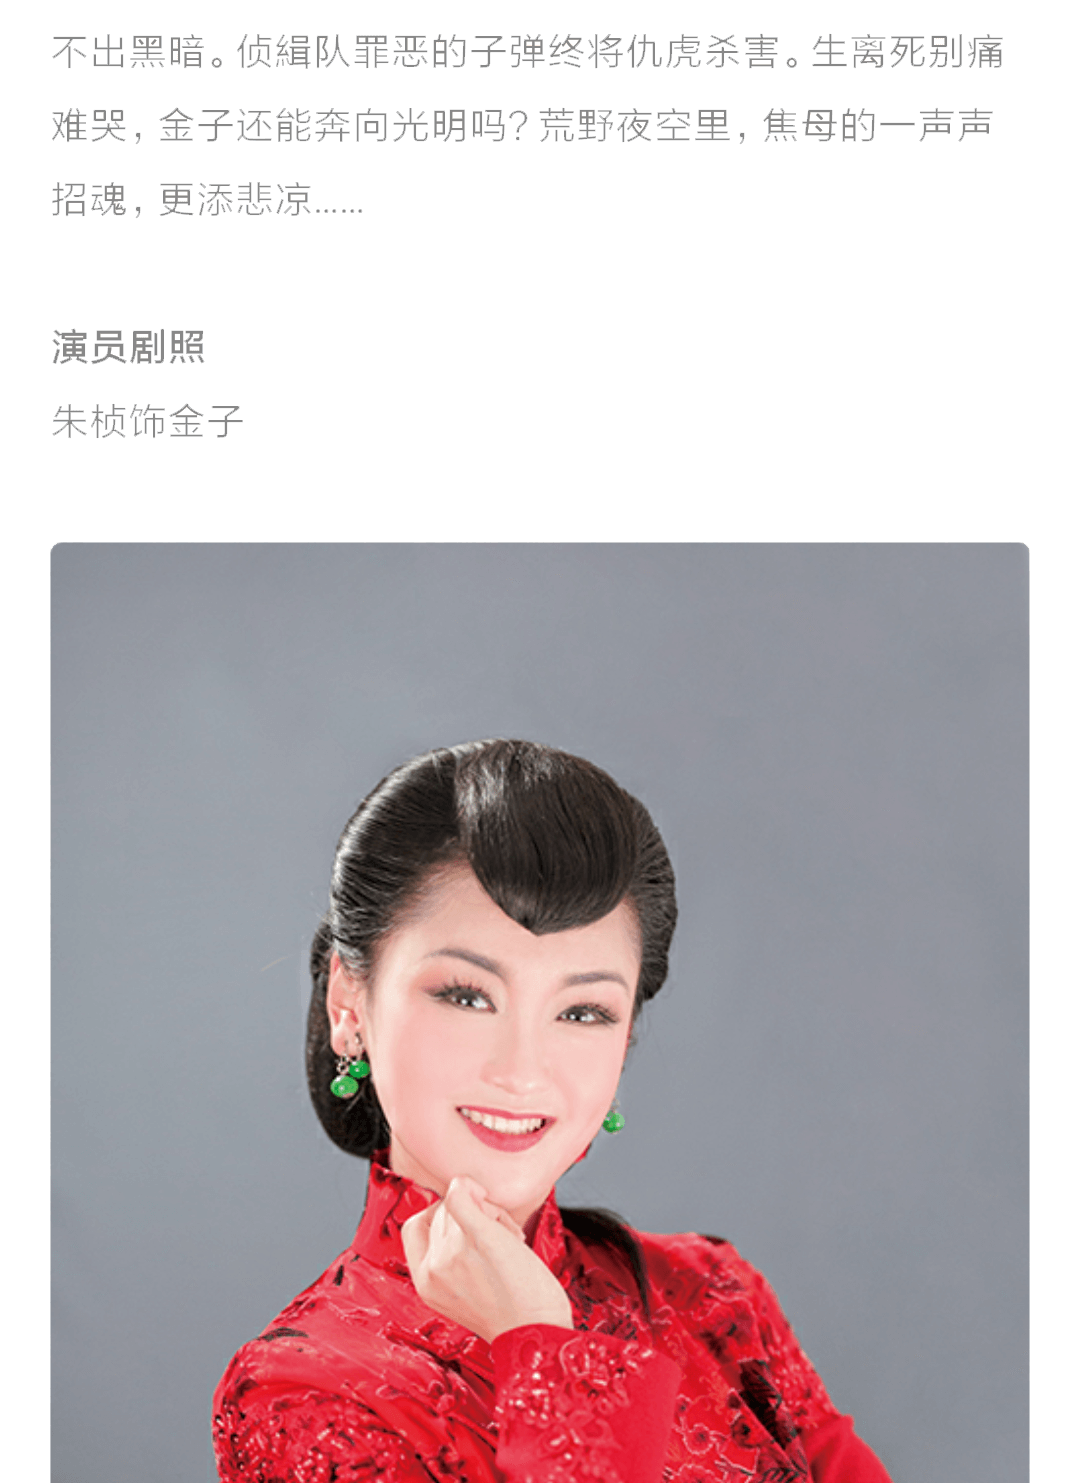 不出黑暗。侦緝队罪恶的子弹终将仇虎杀害。生离死别痛
难哭，金子还能奔向光明吗？荒野夜空里，焦母的一声声
招魂，更添悲凉……
演员剧照
朱桢饰金子